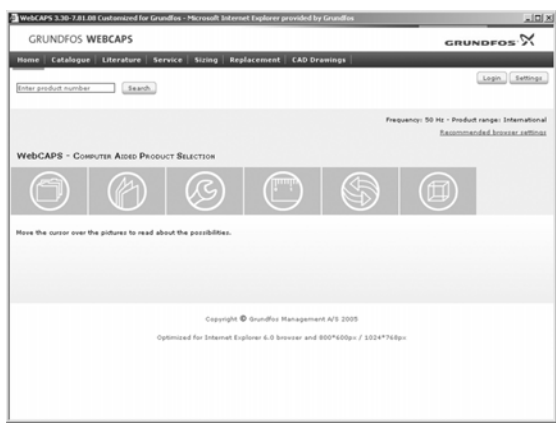 WebCAPS 3.30-7.81.08 Customized for Grundfos - Microsoft Internet Explorer provided by Grundfos
GRUNDFOS WEBCAPS
GRUNDFOS
Home Catalogue Literature Service Sizing Replacement CAD Drawings
Login Settings
Enter product number Search
Frequency: 50 Hz - Product range: International
Recommended browser settings
WebCAPS - Computer Aided Product Selection
Move the cursor over the pictures to read about the possibilities.
Copyright © Grundfos Management A/S 2005
Optimized for Internet Explorer 6.0 browser and 800*600px / 1024*768px